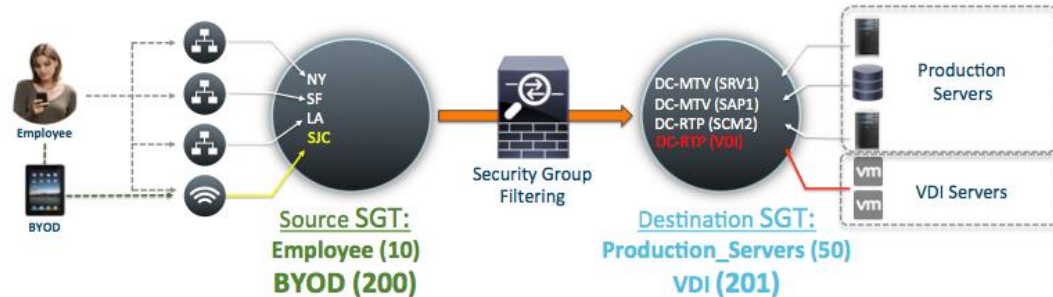 Employee
BYOD
NY
SF
LA
SJC
Source SGT:
Employee (10)
BYOD (200)
Security Group
Filtering
DC-MTV (SRV1)
DC-MTV (SAP1)
DC-RTP (SCM2)
DC-RTP (VDI)
Destination SGT:
Production_Servers (50)
VDI (201)
Production
Servers
vm
vm
VDI Servers